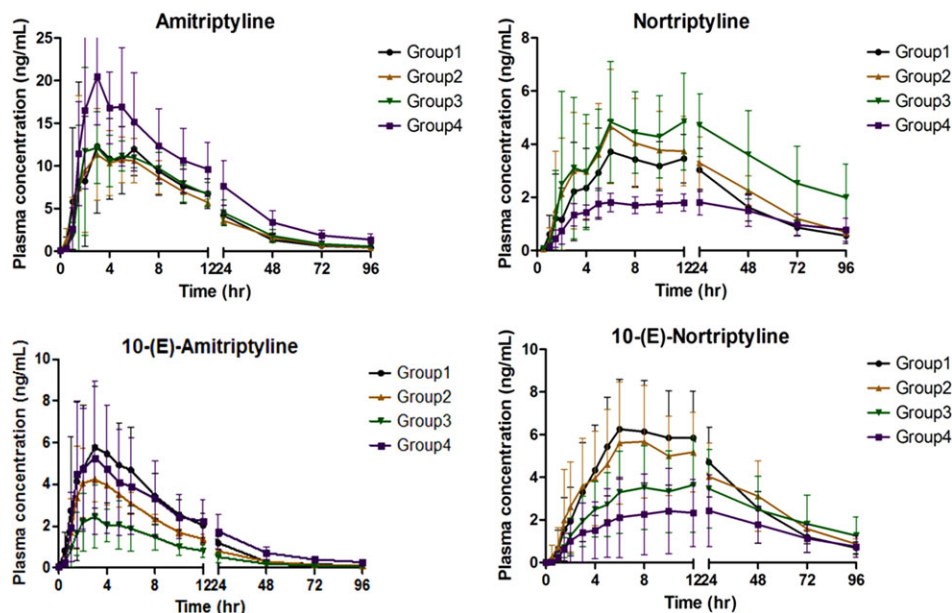 Amitriptyline
Plasma concentration (ng/mL)
25
20
15
10
5
0
0 4 8 12 24 48 72 96
Time (hr)
Group1
Group2
Group3
Group4
Nortriptyline
Plasma concentration (ng/mL)
8
6
4
2
0
0 4 8 12 24 48 72 96
Time (hr)
Group1
Group2
Group3
Group4
10-(E)-Amitriptyline
Plasma concentration (ng/mL)
10
8
6
4
2
0
0 4 8 12 24 48 72 96
Time (hr)
Group1
Group2
Group3
Group4
10-(E)-Nortriptyline
Plasma concentration (ng/mL)
10
8
6
4
2
0
0 4 8 12 24 48 72 96
Time (hr)
Group1
Group2
Group3
Group4